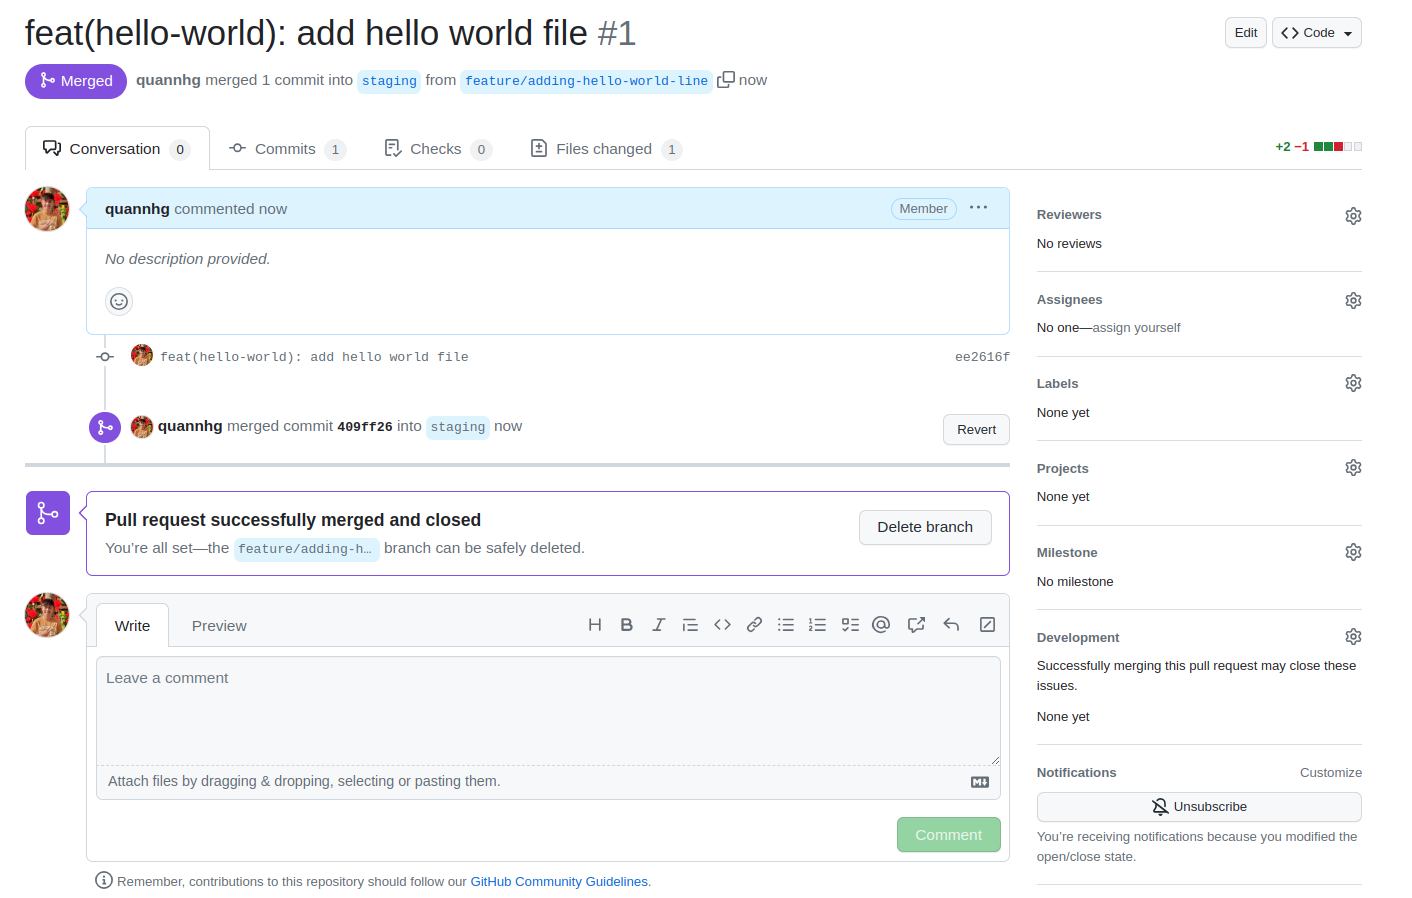 feat(hello-world): add hello world file #1
Edit
Code
Merged
quannhg merged 1 commit into staging from feature/adding-hello-world-line now
Conversation 0
Commits 1
Checks 0
Files changed 1
+2 −1
quannhg commented now
Member
No description provided.
feat(hello-world): add hello world file
ee2616f
quannhg merged commit 409ff26 into staging now
Revert
Pull request successfully merged and closed
You're all set—the feature/adding-h… branch can be safely deleted.
Delete branch
Write
Preview
Leave a comment
Attach files by dragging & dropping, selecting or pasting them.
Comment
Remember, contributions to this repository should follow our GitHub Community Guidelines.
Reviewers
No reviews
Assignees
No one—assign yourself
Labels
None yet
Projects
None yet
Milestone
No milestone
Development
Successfully merging this pull request may close these
issues.
None yet
Notifications
Customize
Unsubscribe
You're receiving notifications because you modified the
open/close state.